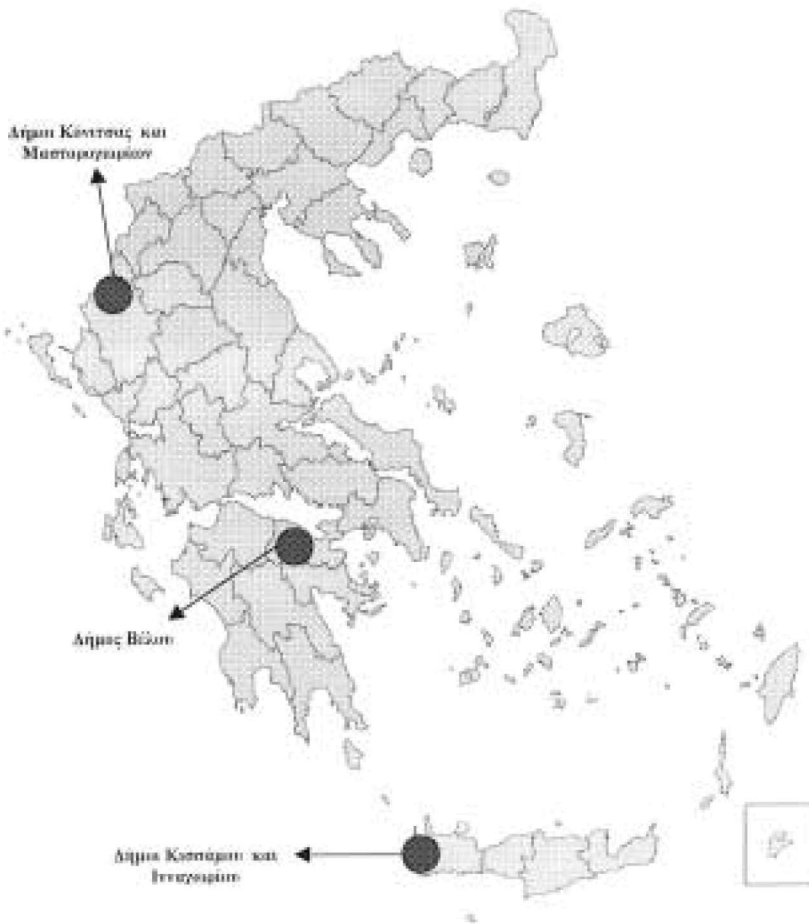 Δήμοι Κόνιτσας και
Μαστοροχωρίων
Δήμος Βέλου
Δήμοι Κισσάμου και
Ινναχωρίου